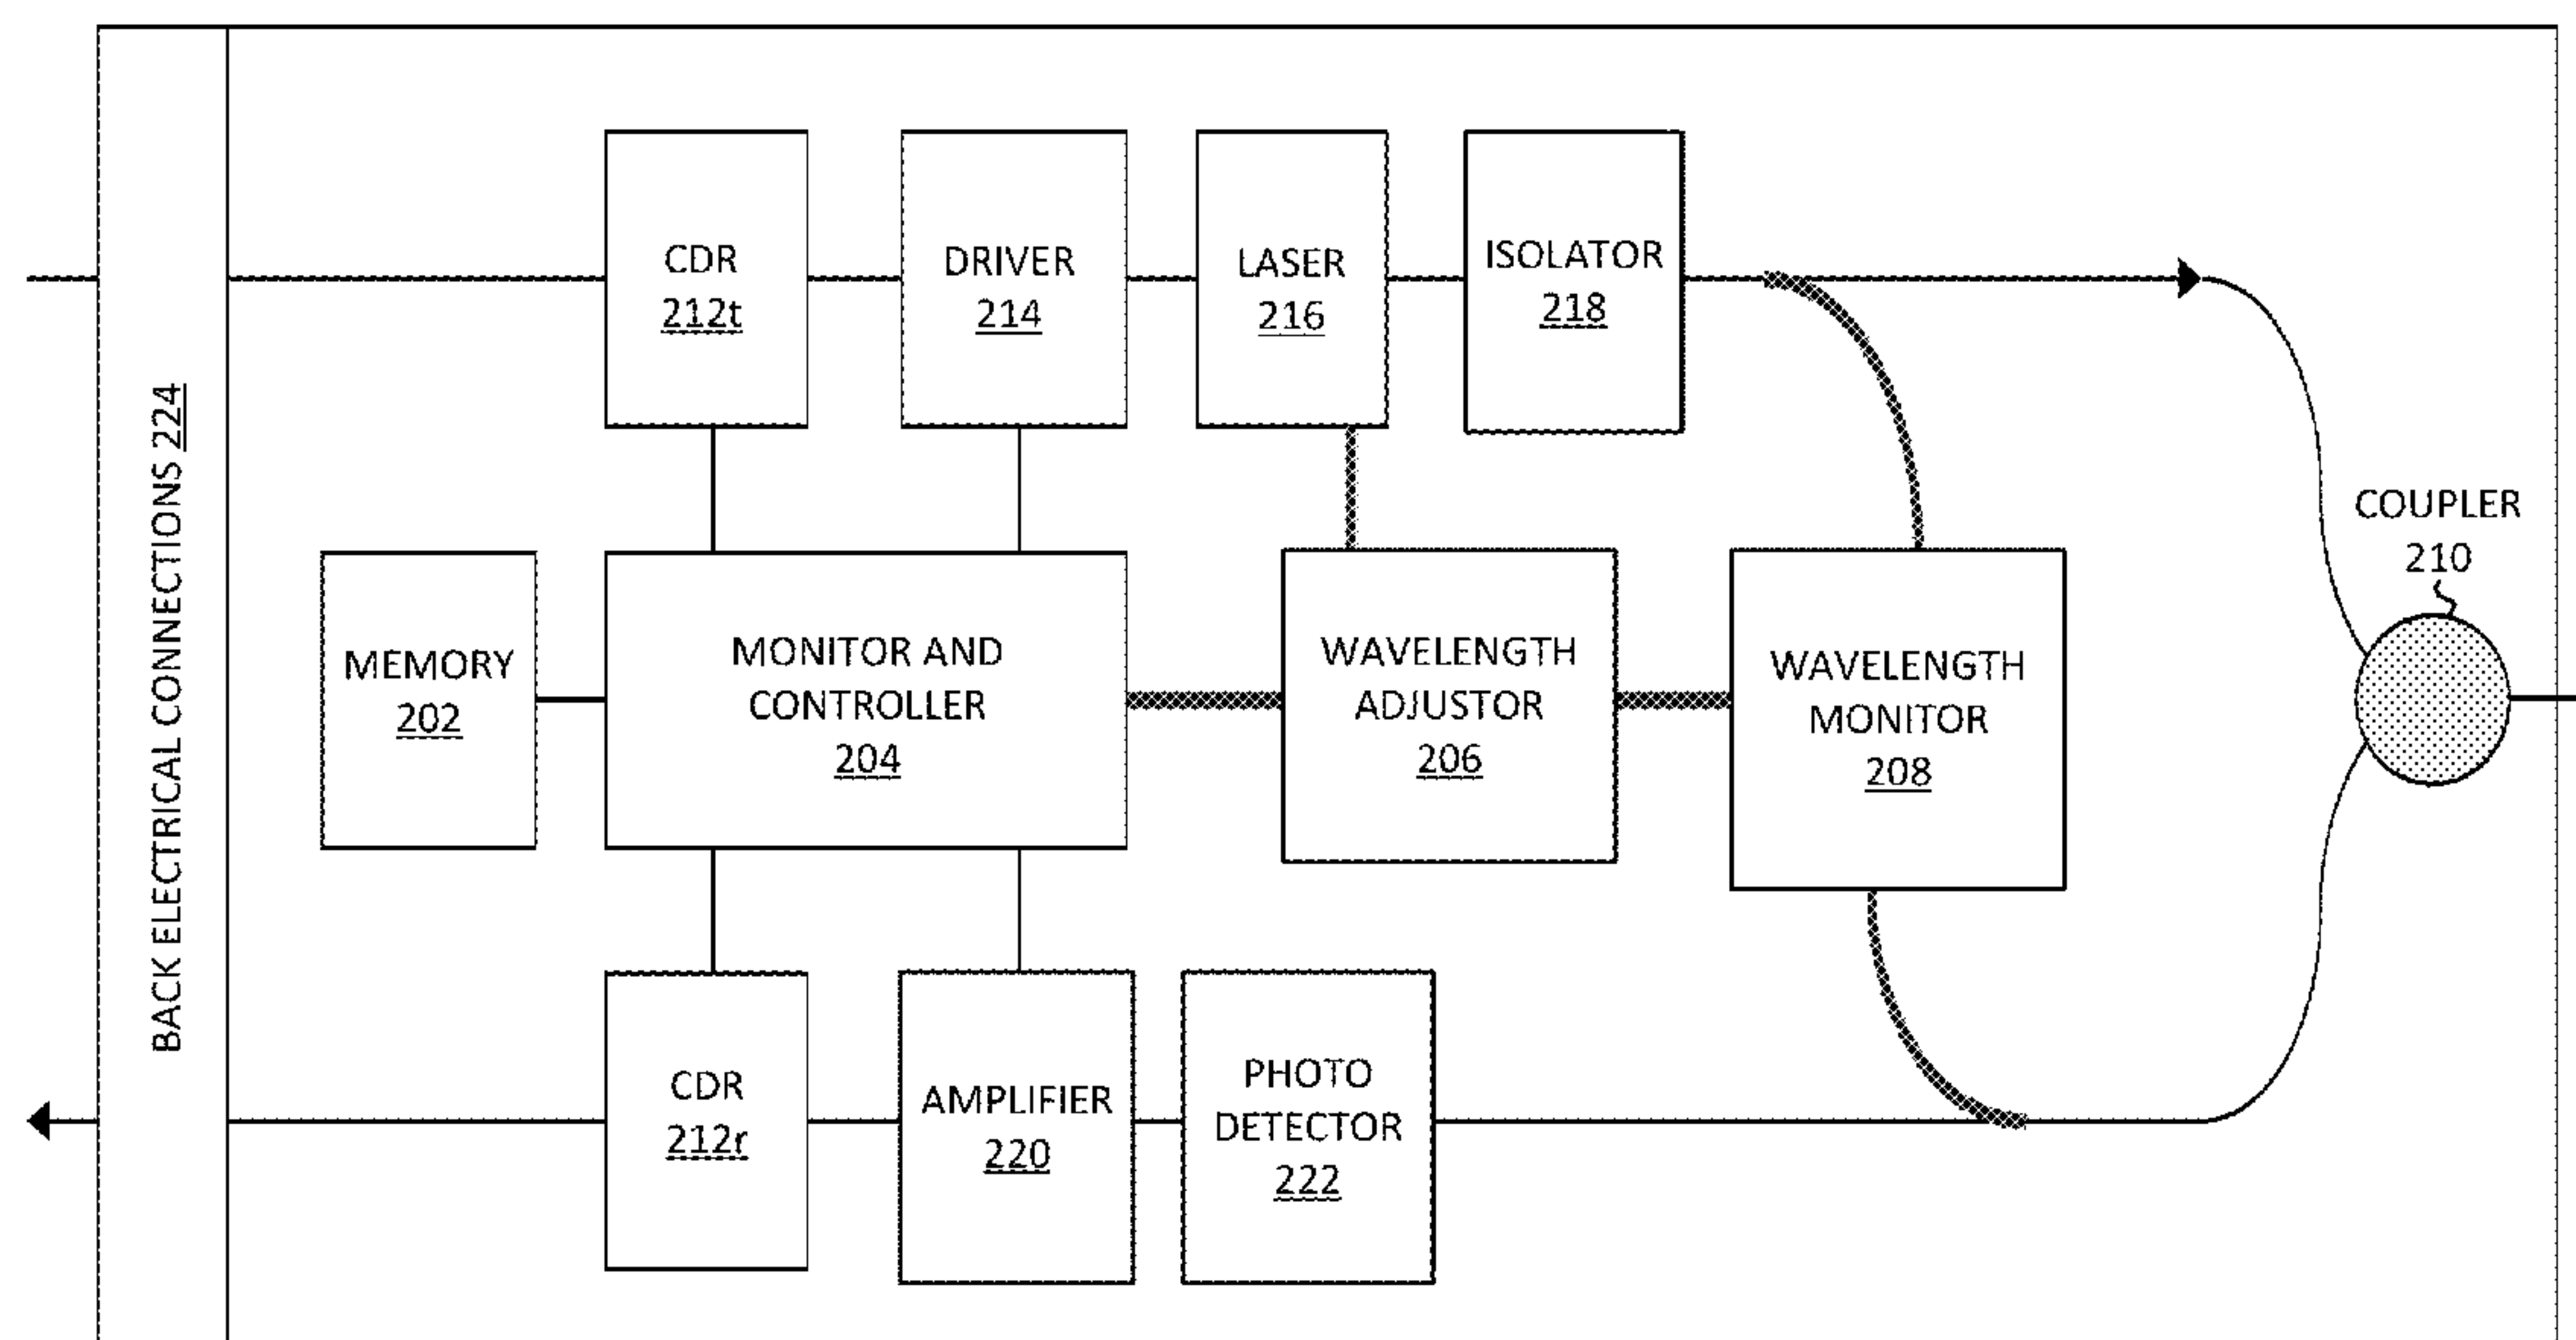 BACK ELECTRICAL CONNECTIONS 224
CDR
212t
DRIVER
214
LASER
216
ISOLATOR
218
MEMORY
202
MONITOR AND
CONTROLLER
204
WAVELENGTH
ADJUSTOR
206
WAVELENGTH
MONITOR
208
COUPLER
210
CDR
212r
AMPLIFIER
220
PHOTO
DETECTOR
222